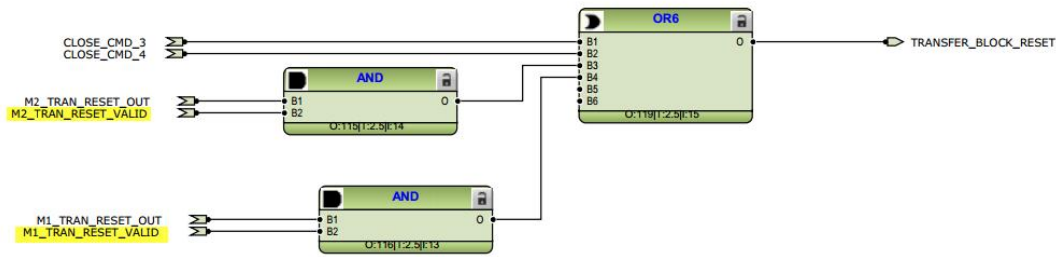 OR6
CLOSE_CMD_3
CLOSE_CMD_4
B1
B2
B3
B4
B5
B6
O
TRANSFER_BLOCK_RESET
O:119|T:2.5|I:15
AND
M2_TRAN_RESET_OUT
M2_TRAN_RESET_VALID
B1
B2
O
O:115|T:2.5|I:14
AND
M1_TRAN_RESET_OUT
M1_TRAN_RESET_VALID
B1
B2
O
O:116|T:2.5|I:13